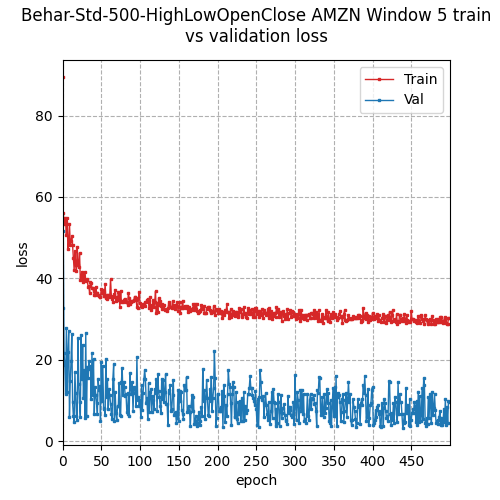 Behar-Std-500-HighLowOpenClose AMZN Window 5 train
vs validation loss
Train
Val
80
60
40
20
0
loss
0 50 100 150 200 250 300 350 400 450
epoch